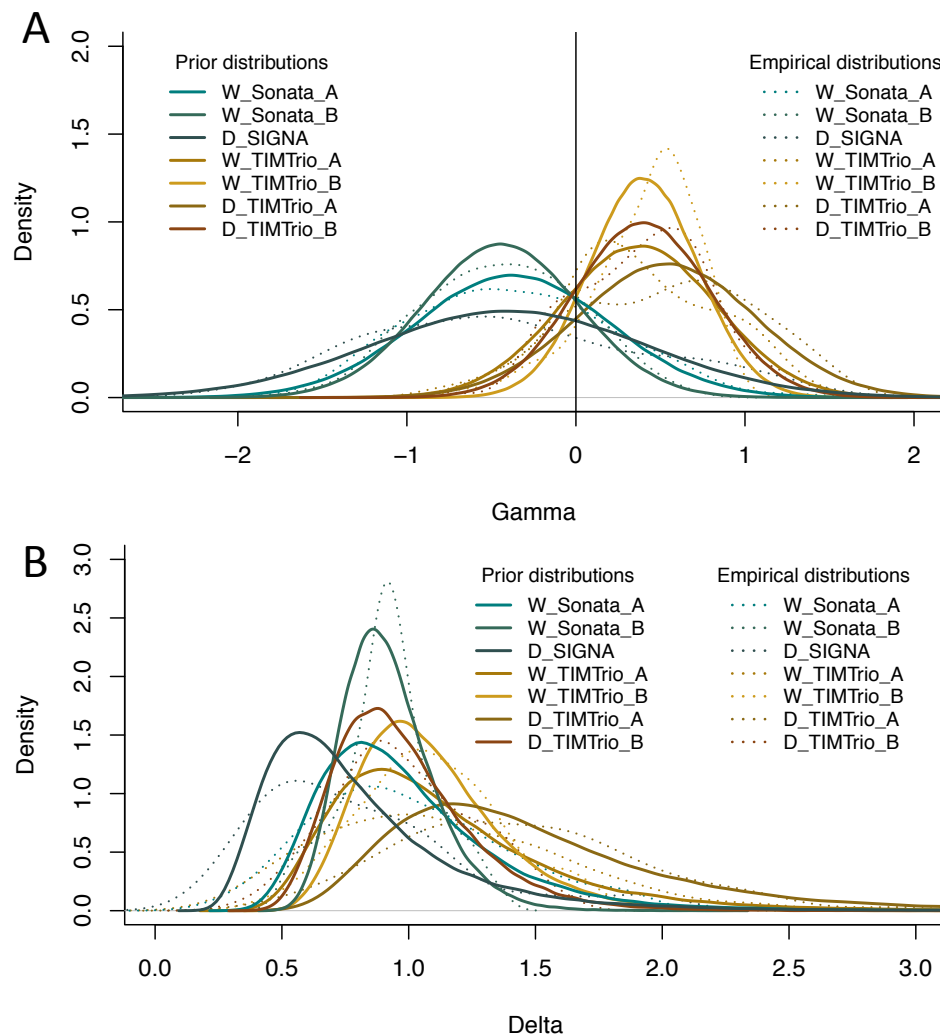 A
Prior distributions
W_Sonata_A
W_Sonata_B
D_SIGNA
W_TIMTrio_A
W_TIMTrio_B
D_TIMTrio_A
D_TIMTrio_B
Empirical distributions
W_Sonata_A
W_Sonata_B
D_SIGNA
W_TIMTrio_A
W_TIMTrio_B
D_TIMTrio_A
D_TIMTrio_B
Density
2.0
1.5
1.0
0.5
0.0
−2
−1
0
1
2
Gamma
B
Prior distributions
W_Sonata_A
W_Sonata_B
D_SIGNA
W_TIMTrio_A
W_TIMTrio_B
D_TIMTrio_A
D_TIMTrio_B
Empirical distributions
W_Sonata_A
W_Sonata_B
D_SIGNA
W_TIMTrio_A
W_TIMTrio_B
D_TIMTrio_A
D_TIMTrio_B
Density
3.0
2.5
2.0
1.5
1.0
0.5
0.0
0.0
0.5
1.0
1.5
2.0
2.5
3.0
Delta